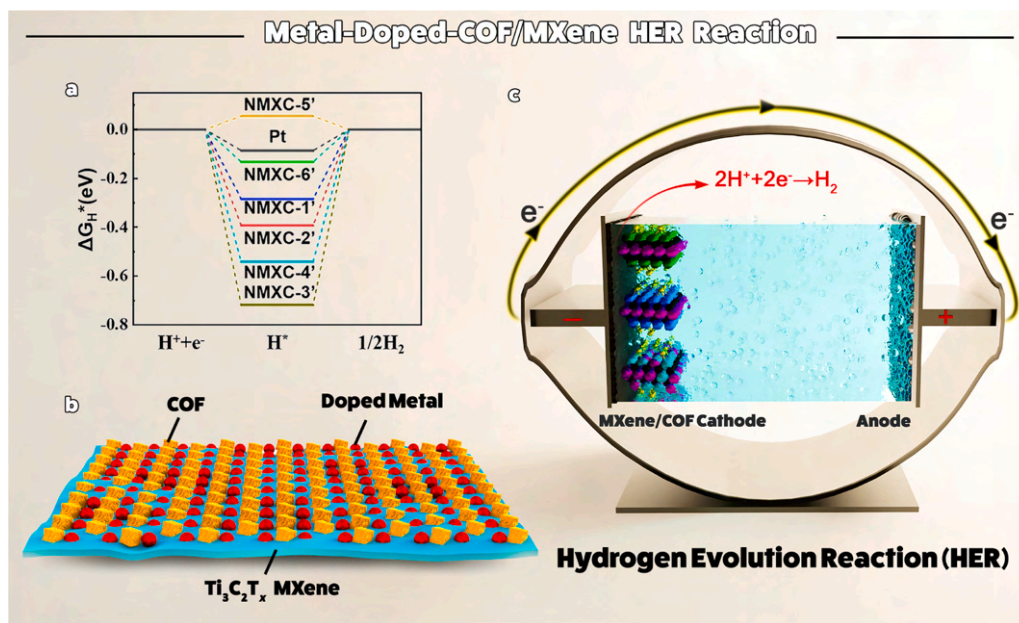 Metal-Doped-COF/MXene HER Reaction
a
NMXC-5'
Pt
NMXC-6'
NMXC-1'
NMXC-2'
NMXC-4'
NMXC-3'
0.0
-0.2
-0.4
-0.6
-0.8
ΔG_H*(eV)
H⁺+e⁻
H*
1/2H₂
b
COF
Doped Metal
Ti₃C₂Tₓ MXene
c
2H⁺+2e⁻→H₂
e⁻
e⁻
−
+
MXene/COF Cathode
Anode
Hydrogen Evolution Reaction (HER)